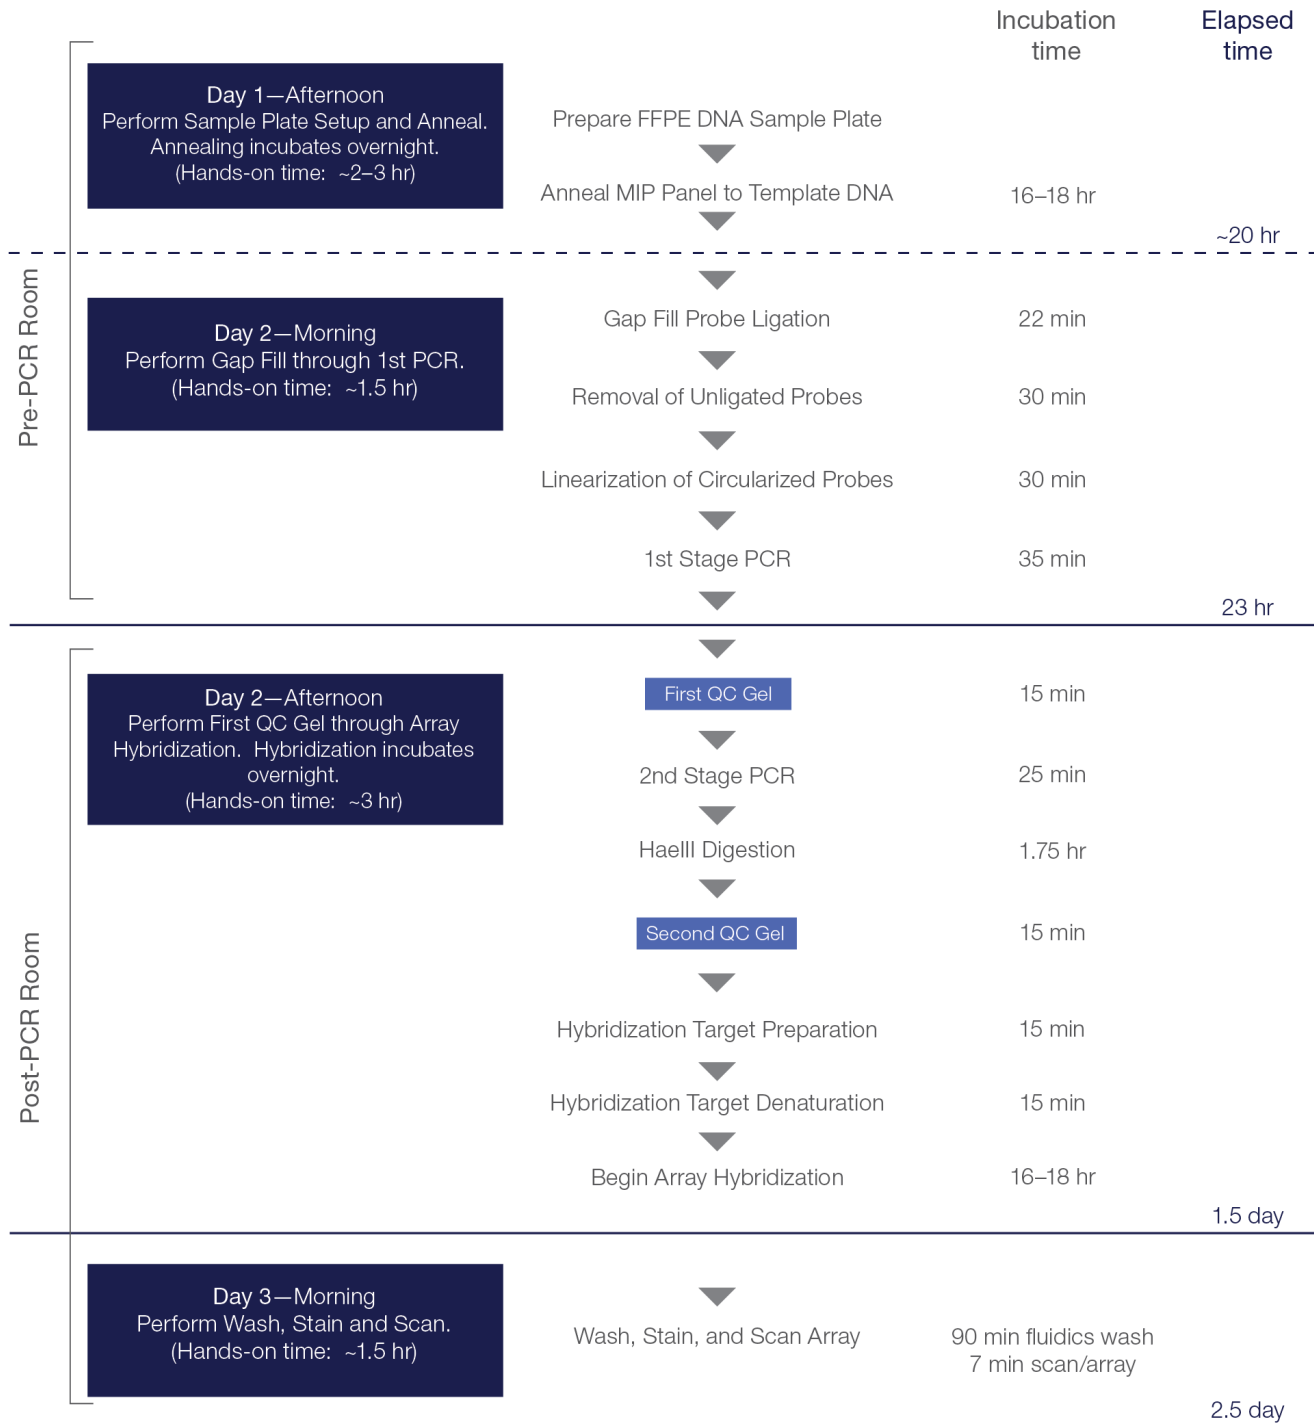 Incubation
time
Elapsed
time
Day 1—Afternoon
Perform Sample Plate Setup and Anneal.
Annealing incubates overnight.
(Hands-on time:  ~2–3 hr)
Prepare FFPE DNA Sample Plate
Anneal MIP Panel to Template DNA
16–18 hr
~20 hr
Pre-PCR Room
Day 2—Morning
Perform Gap Fill through 1st PCR.
(Hands-on time:  ~1.5 hr)
Gap Fill Probe Ligation
22 min
Removal of Unligated Probes
30 min
Linearization of Circularized Probes
30 min
1st Stage PCR
35 min
23 hr
Post-PCR Room
Day 2—Afternoon
Perform First QC Gel through Array
Hybridization.  Hybridization incubates
overnight.
(Hands-on time:  ~3 hr)
First QC Gel
15 min
2nd Stage PCR
25 min
HaeIII Digestion
1.75 hr
Second QC Gel
15 min
Hybridization Target Preparation
15 min
Hybridization Target Denaturation
15 min
Begin Array Hybridization
16–18 hr
1.5 day
Day 3—Morning
Perform Wash, Stain and Scan.
(Hands-on time:  ~1.5 hr)
Wash, Stain, and Scan Array
90 min fluidics wash
7 min scan/array
2.5 day